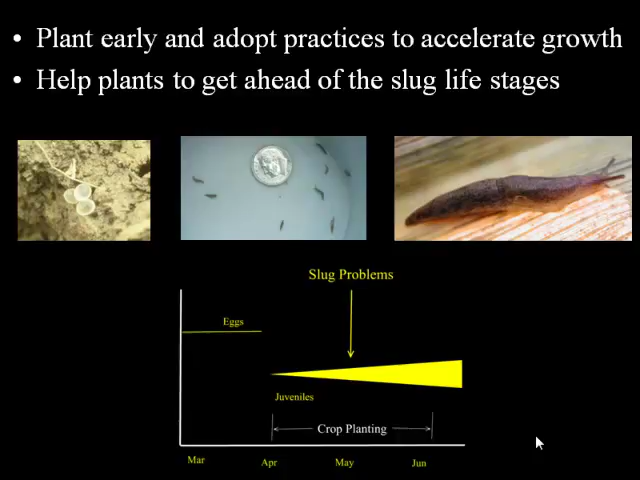 • Plant early and adopt practices to accelerate growth
• Help plants to get ahead of the slug life stages
Slug Problems
Eggs
Juveniles
Crop Planting
Mar Apr May Jun